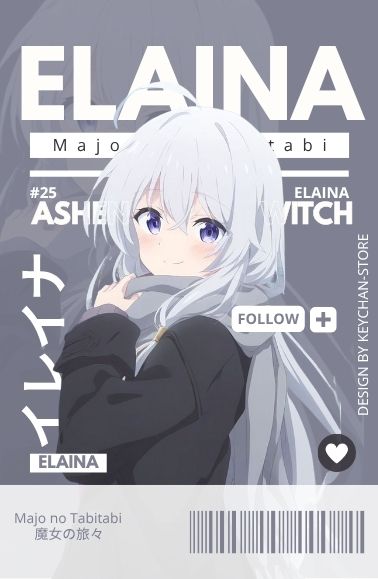 ELAINA
Majo tabi
#25 ELAINA
ASHEN WITCH
イレイナ
ELAINA
FOLLOW +
DESIGN BY KEYCHAN-STORE
Majo no Tabitabi
魔女の旅々